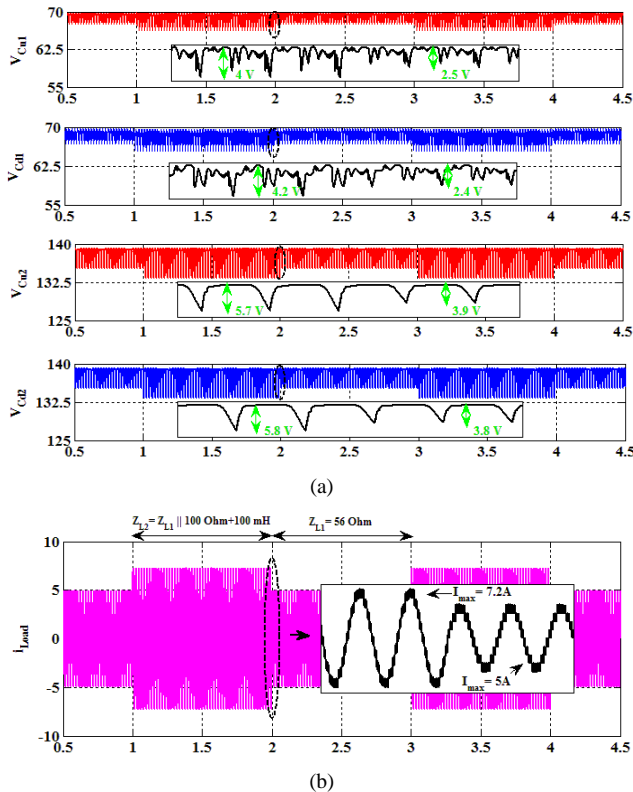 70
V_Cu1 62.5
4 V 2.5 V
55
0.5 1 1.5 2 2.5 3 3.5 4 4.5
70
V_Cd1 62.5
4.2 V 2.4 V
55
0.5 1 1.5 2 2.5 3 3.5 4 4.5
140
V_Cu2 132.5
5.7 V 3.9 V
125
0.5 1 1.5 2 2.5 3 3.5 4 4.5
140
V_Cd2 132.5
5.8 V 3.8 V
125
0.5 1 1.5 2 2.5 3 3.5 4 4.5
(a)
Z_L2= Z_L1 || 100 Ohm+100 mH Z_L1= 56 Ohm
10
5
I_max= 7.2A
i_Load 0
I_max= 5A
-5
-10
0.5 1 1.5 2 2.5 3 3.5 4 4.5
(b)